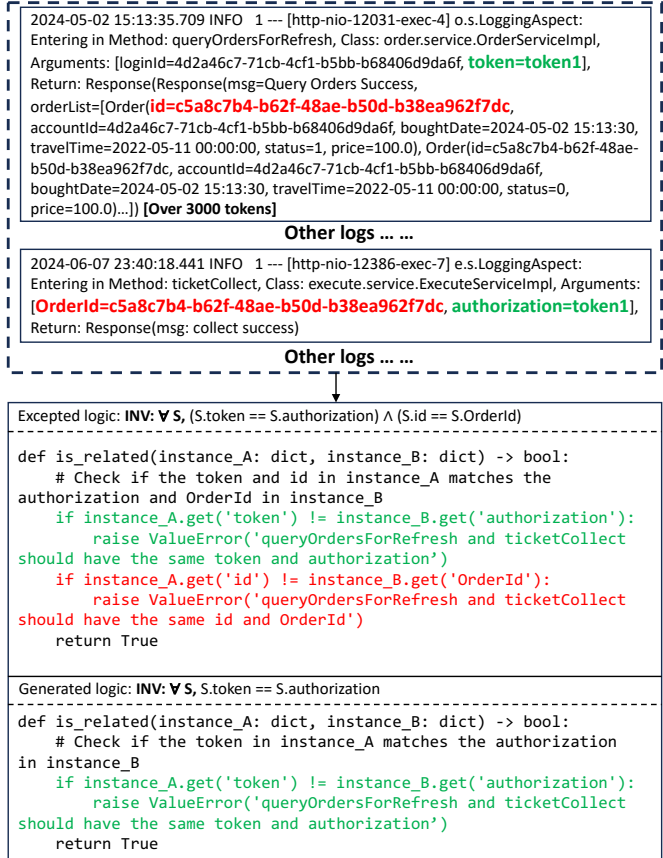 2024-05-02 15:13:35.709 INFO   1 --- [http-nio-12031-exec-4] o.s.LoggingAspect:
Entering in Method: queryOrdersForRefresh, Class: order.service.OrderServiceImpl,
Arguments: [loginId=4d2a46c7-71cb-4cf1-b5bb-b68406d9da6f, token=token1],
Return: Response(Response(msg=Query Orders Success,
orderList=[Order(id=c5a8c7b4-b62f-48ae-b50d-b38ea962f7dc,
accountId=4d2a46c7-71cb-4cf1-b5bb-b68406d9da6f, boughtDate=2024-05-02 15:13:30,
travelTime=2022-05-11 00:00:00, status=1, price=100.0), Order(id=c5a8c7b4-b62f-48ae-
b50d-b38ea962f7dc, accountId=4d2a46c7-71cb-4cf1-b5bb-b68406d9da6f,
boughtDate=2024-05-02 15:13:30, travelTime=2022-05-11 00:00:00, status=0,
price=100.0)...]) [Over 3000 tokens]
Other logs ... ...
2024-06-07 23:40:18.441 INFO   1 --- [http-nio-12386-exec-7] e.s.LoggingAspect:
Entering in Method: ticketCollect, Class: execute.service.ExecuteServiceImpl, Arguments:
[OrderId=c5a8c7b4-b62f-48ae-b50d-b38ea962f7dc, authorization=token1],
Return: Response(msg: collect success)
Other logs ... ...
Excepted logic: INV: ∀ S, (S.token == S.authorization) ∧ (S.id == S.OrderId)
def is_related(instance_A: dict, instance_B: dict) -> bool:
    # Check if the token and id in instance_A matches the
authorization and OrderId in instance_B
    if instance_A.get('token') != instance_B.get('authorization'):
        raise ValueError('queryOrdersForRefresh and ticketCollect
should have the same token and authorization’)
    if instance_A.get('id') != instance_B.get('OrderId'):
        raise ValueError('queryOrdersForRefresh and ticketCollect
should have the same id and OrderId')
    return True
Generated logic: INV: ∀ S, S.token == S.authorization
def is_related(instance_A: dict, instance_B: dict) -> bool:
    # Check if the token in instance_A matches the authorization
in instance_B
    if instance_A.get('token') != instance_B.get('authorization'):
        raise ValueError('queryOrdersForRefresh and ticketCollect
should have the same token and authorization’)
    return True